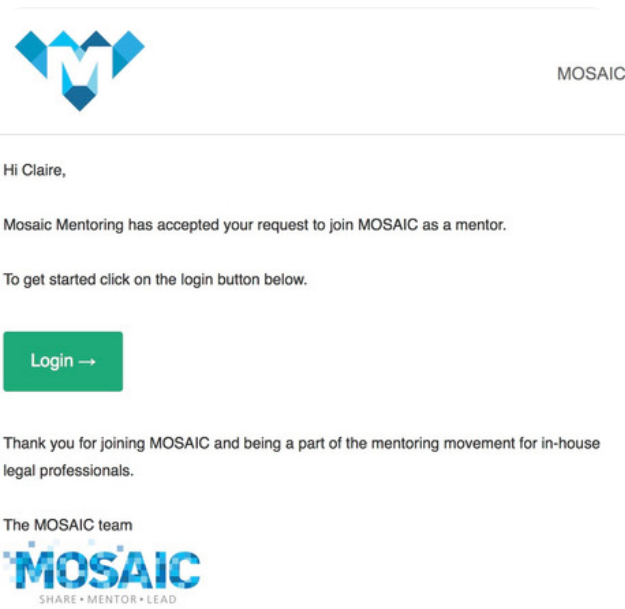 M
MOSAIC
Hi Claire,
Mosaic Mentoring has accepted your request to join MOSAIC as a mentor.
To get started click on the login button below.
Login →
Thank you for joining MOSAIC and being a part of the mentoring movement for in-house
legal professionals.
The MOSAIC team
MOSAIC
SHARE • MENTOR • LEAD